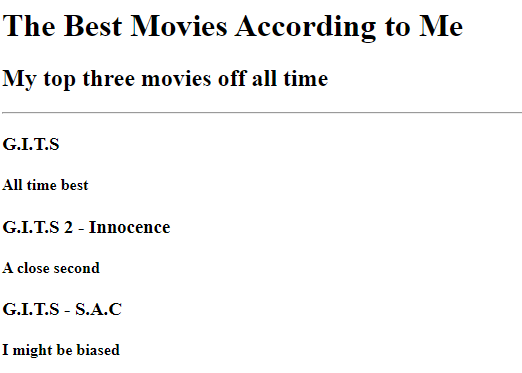 The Best Movies According to Me
My top three movies off all time
G.I.T.S
All time best
G.I.T.S 2 - Innocence
A close second
G.I.T.S - S.A.C
I might be biased